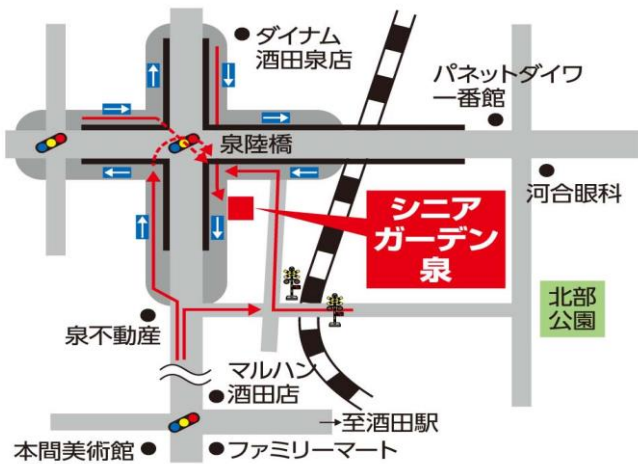 ダイナム
酒田泉店
パネットダイワ
一番館
泉陸橋
河合眼科
シニア
ガーデン
泉
北部
公園
泉不動産
マルハン
酒田店
→至酒田駅
本間美術館
ファミリーマート